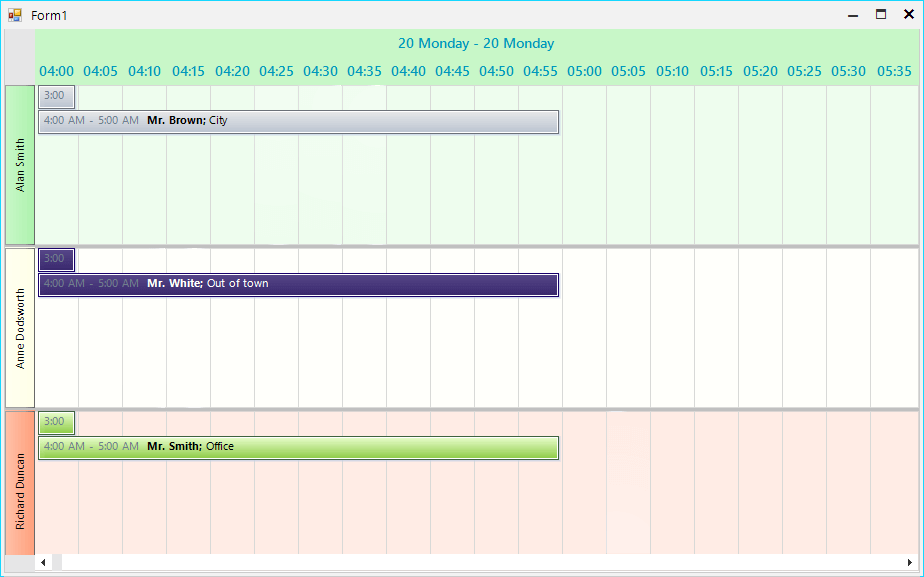 Form1
20 Monday - 20 Monday
04:00 04:05 04:10 04:15 04:20 04:25 04:30 04:35 04:40 04:45 04:50 04:55 05:00 05:05 05:10 05:15 05:20 05:25 05:30 05:35
Alan Smith
3:00
4:00 AM - 5:00 AM Mr. Brown; City
Anne Dodsworth
3:00
4:00 AM - 5:00 AM Mr. White; Out of town
Richard Duncan
3:00
4:00 AM - 5:00 AM Mr. Smith; Office